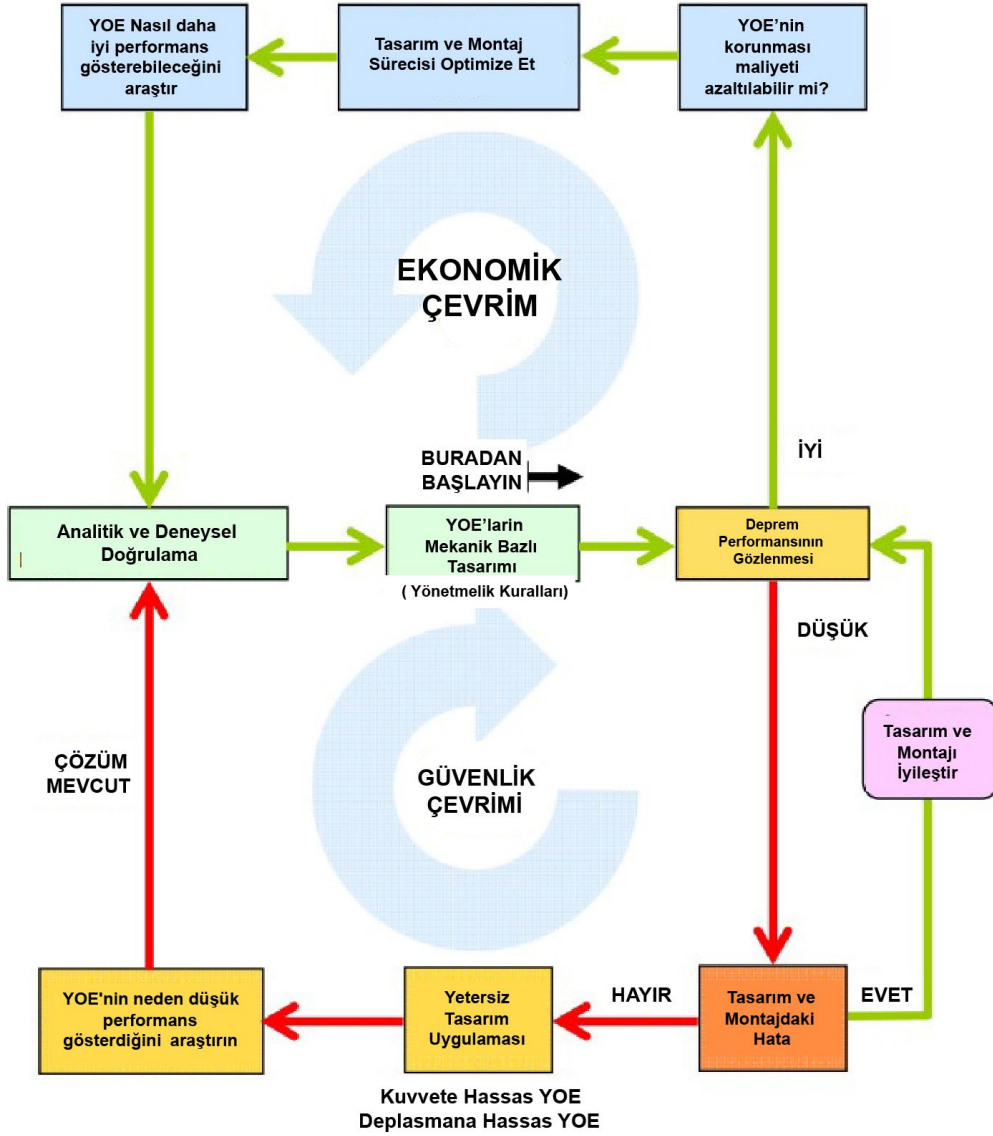 YOE Nasıl daha
iyi performans
gösterebileceğini
araştır
Tasarım ve Montaj
Sürecisi Optimize Et
YOE’nin
korunması
maliyeti
azaltılabilir mi?
EKONOMİK
ÇEVRİM
BURADAN
BAŞLAYIN
İYİ
Analitik ve Deneysel
Doğrulama
YOE’larin
Mekanik Bazlı
Tasarımı
( Yönetmelik Kuralları)
Deprem
Performansının
Gözlenmesi
DÜŞÜK
Tasarım ve
Montajı
İyileştir
ÇÖZÜM
MEVCUT
GÜVENLİK
ÇEVRİMİ
YOE'nin neden düşük
performans
gösterdiğini araştırın
Yetersiz
Tasarım
Uygulaması
HAYIR
Tasarım ve
Montajdaki
Hata
EVET
Kuvvete Hassas YOE
Deplasmana Hassas YOE